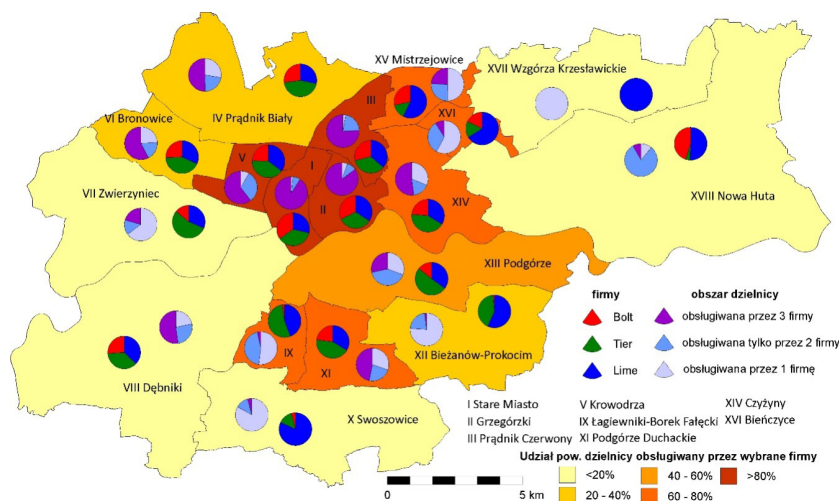 XV Mistrzejowice
XVII Wzgórza Krzesławickie
III
VI Bronowice
IV Prądnik Biały
XVI
V
I
VII Zwierzyniec
II
XIV
XVIII Nowa Huta
XIII Podgórze
firmy
obszar dzielnicy
Bolt
obsługiwana przez 3 firmy
Tier
obsługiwana tylko przez 2 firmy
Lime
obsługiwana przez 1 firmę
XII Bieżanów-Prokocim
IX
XI
VIII Dębniki
X Swoszowice
I Stare Miasto
V Krowodrza
XIV Czyżyny
II Grzegórzki
IX Łagiewniki-Borek Fałęcki
XVI Bieńczyce
III Prądnik Czerwony
XI Podgórze Duchackie
Udział pow. dzielnicy obsługiwany przez wybrane firmy
<20%
40 - 60%
>80%
20 - 40%
60 - 80%
0
5 km